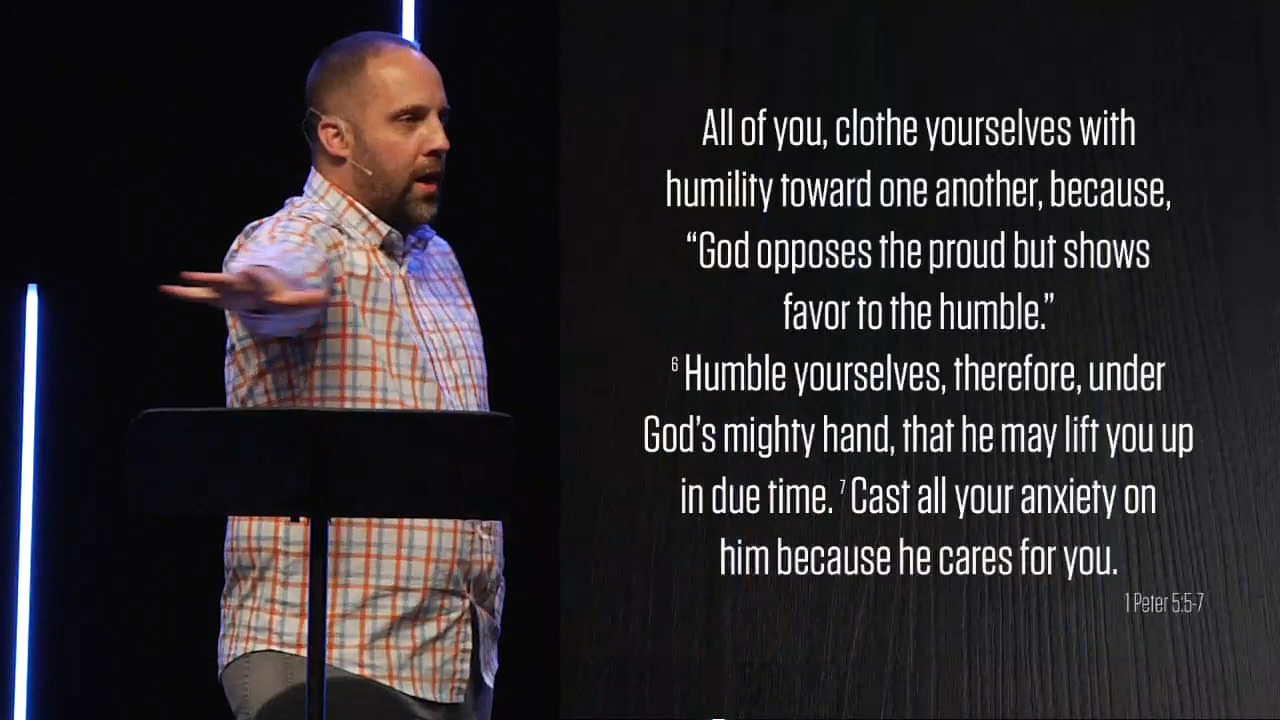 All of you, clothe yourselves with
humility toward one another, because,
“God opposes the proud but shows
favor to the humble.”
⁶ Humble yourselves, therefore, under
God’s mighty hand, that he may lift you up
in due time. ⁷ Cast all your anxiety on
him because he cares for you.
1 Peter 5:5-7